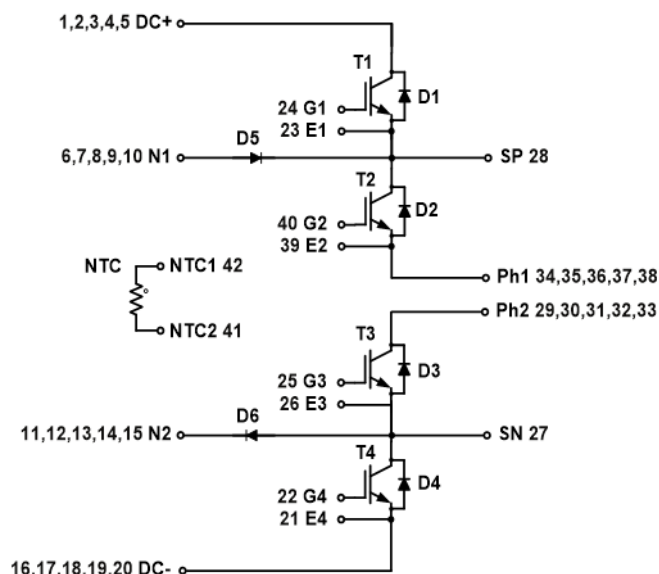 1,2,3,4,5 DC+
T1
24 G1
D1
23 E1
D5
6,7,8,9,10 N1
SP 28
T2
40 G2
D2
39 E2
NTC
NTC1 42
Ph1 34,35,36,37,38
Ph2 29,30,31,32,33
NTC2 41
T3
25 G3
D3
26 E3
D6
11,12,13,14,15 N2
SN 27
T4
22 G4
D4
21 E4
16,17,18,19,20 DC-